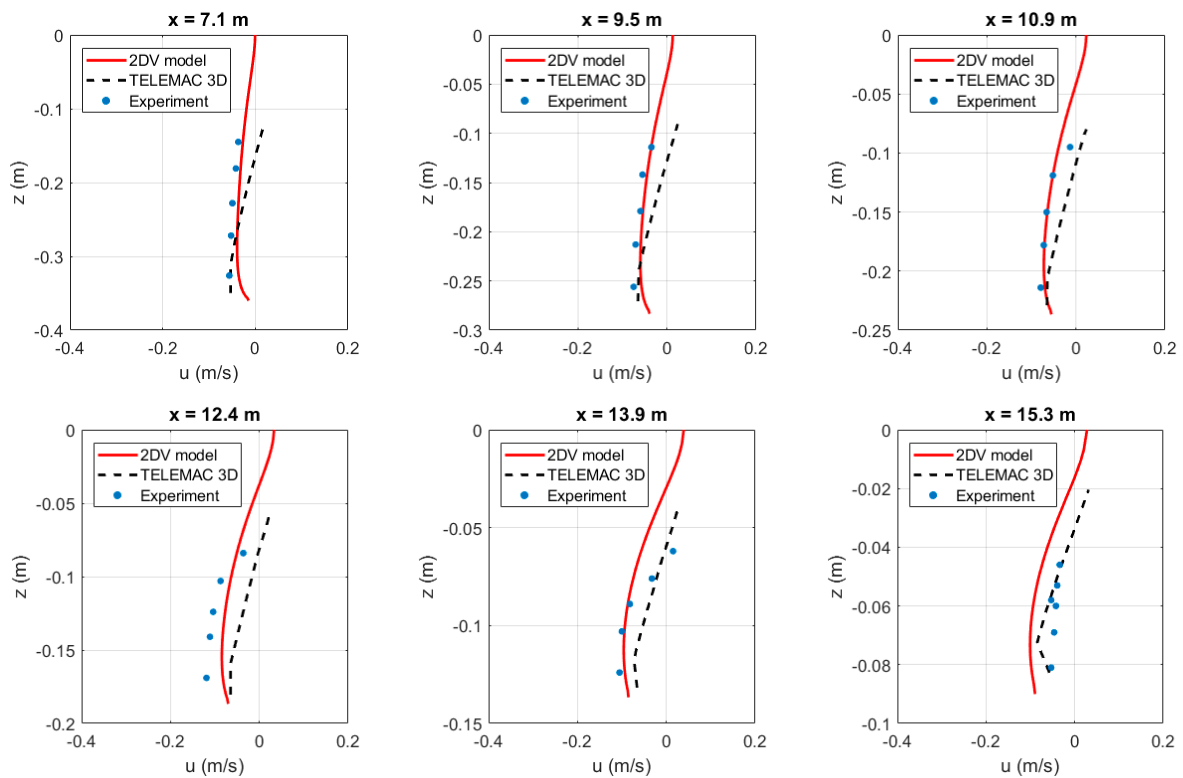 x = 7.1 m
0
-0.1
-0.2
-0.3
-0.4
z (m)
2DV model
TELEMAC 3D
Experiment
-0.4
-0.2
0
0.2
u (m/s)
x = 9.5 m
0
-0.05
-0.1
-0.15
-0.2
-0.25
-0.3
z (m)
2DV model
TELEMAC 3D
Experiment
-0.4
-0.2
0
0.2
u (m/s)
x = 10.9 m
0
-0.05
-0.1
-0.15
-0.2
-0.25
z (m)
2DV model
TELEMAC 3D
Experiment
-0.4
-0.2
0
0.2
u (m/s)
x = 12.4 m
0
-0.05
-0.1
-0.15
-0.2
z (m)
2DV model
TELEMAC 3D
Experiment
-0.4
-0.2
0
0.2
u (m/s)
x = 13.9 m
0
-0.05
-0.1
-0.15
z (m)
2DV model
TELEMAC 3D
Experiment
-0.4
-0.2
0
0.2
u (m/s)
x = 15.3 m
0
-0.02
-0.04
-0.06
-0.08
-0.1
z (m)
2DV model
TELEMAC 3D
Experiment
-0.4
-0.2
0
0.2
u (m/s)